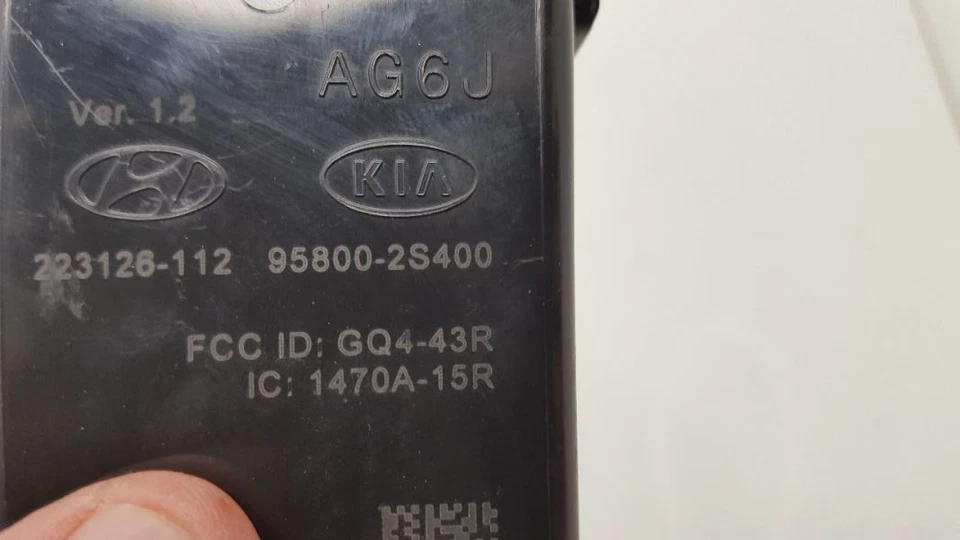 AG6J
Ver. 1.2
KIA
223126-112 95800-2S400
FCC ID: GQ4-43R
IC: 1470A-15R